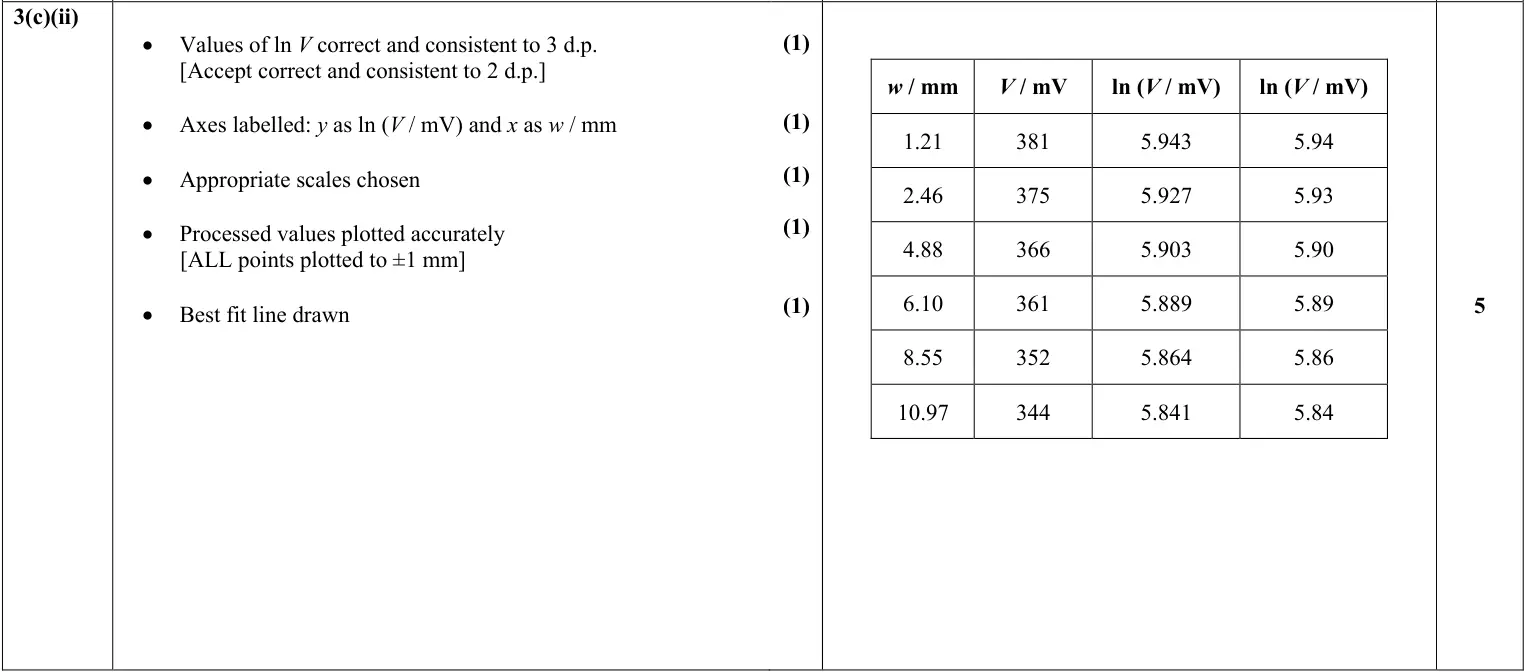 3(c)(ii)
• Values of ln V correct and consistent to 3 d.p. (1)
[Accept correct and consistent to 2 d.p.]
• Axes labelled: y as ln (V / mV) and x as w / mm (1)
• Appropriate scales chosen (1)
• Processed values plotted accurately (1)
[ALL points plotted to ±1 mm]
• Best fit line drawn (1)
w / mm V / mV ln (V / mV) ln (V / mV)
1.21 381 5.943 5.94
2.46 375 5.927 5.93
4.88 366 5.903 5.90
6.10 361 5.889 5.89
8.55 352 5.864 5.86
10.97 344 5.841 5.84
5